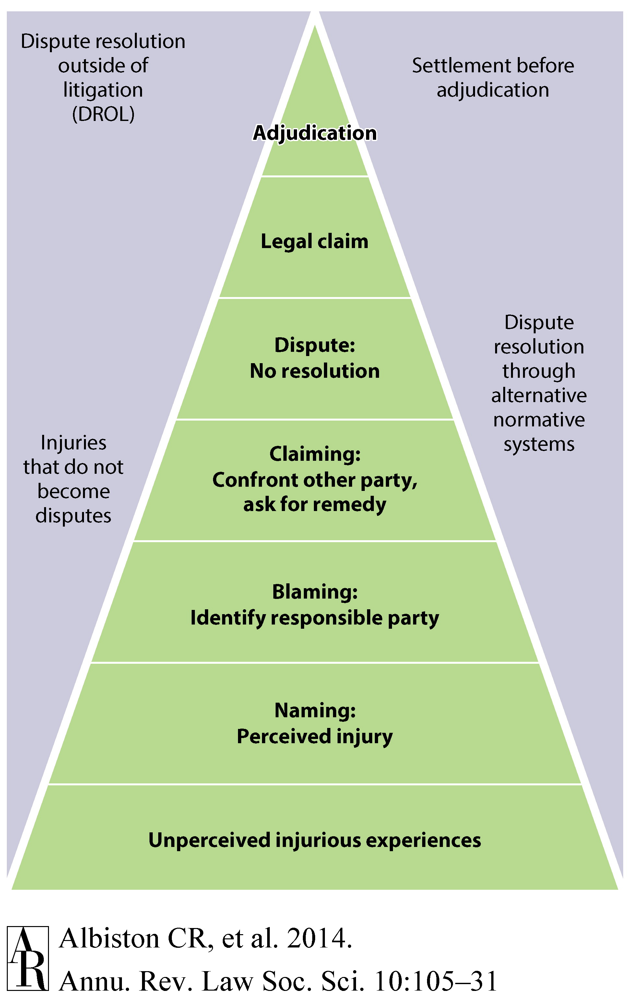 Dispute resolution
outside of
litigation
(DROL)
Settlement before
adjudication
Adjudication
Legal claim
Dispute:
No resolution
Dispute
resolution
through
alternative
normative
systems
Injuries
that do not
become
disputes
Claiming:
Confront other party,
ask for remedy
Blaming:
Identify responsible party
Naming:
Perceived injury
Unperceived injurious experiences
AR
Albiston CR, et al. 2014.
Annu. Rev. Law Soc. Sci. 10:105–31